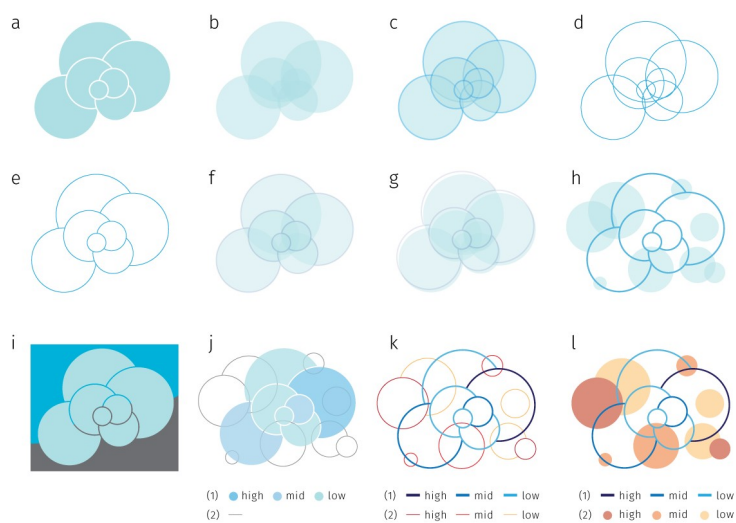 a
b
c
d
e
f
g
h
i
j
k
l
(1) high mid low
(2)
(1) high mid low
(2) high mid low
(1) high mid low
(2) high mid low